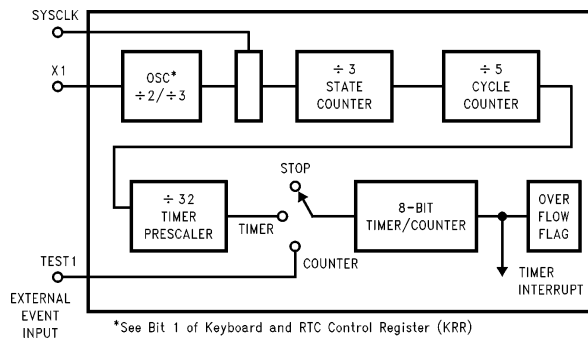 SYSCLK
X1
OSC*
÷2/÷3
÷ 3
STATE
COUNTER
÷ 5
CYCLE
COUNTER
÷ 32
TIMER
PRESCALER
STOP
TIMER
COUNTER
8-BIT
TIMER/COUNTER
OVER
FLOW
FLAG
TIMER
INTERRUPT
TEST1
EXTERNAL
EVENT
INPUT
*See Bit 1 of Keyboard and RTC Control Register (KRR)